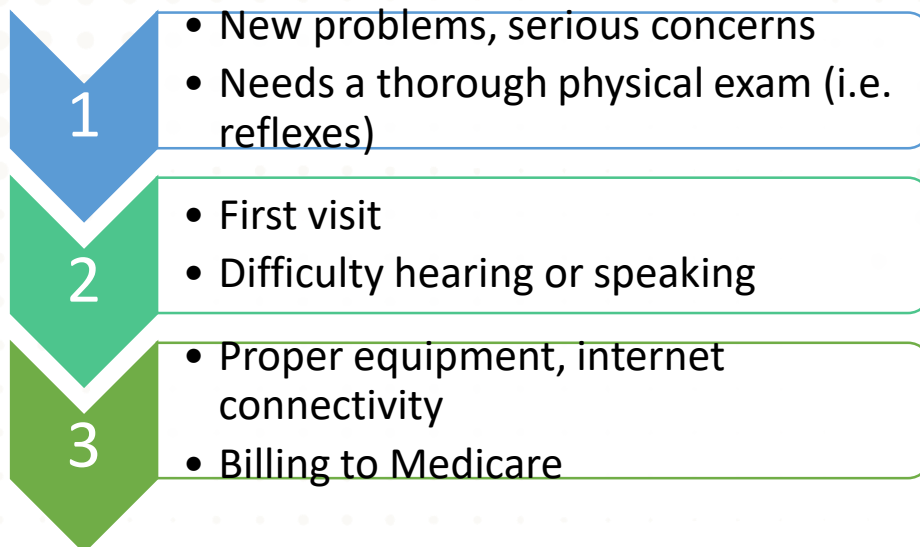 1
• New problems, serious concerns
• Needs a thorough physical exam (i.e.
reflexes)
2
• First visit
• Difficulty hearing or speaking
3
• Proper equipment, internet
connectivity
• Billing to Medicare